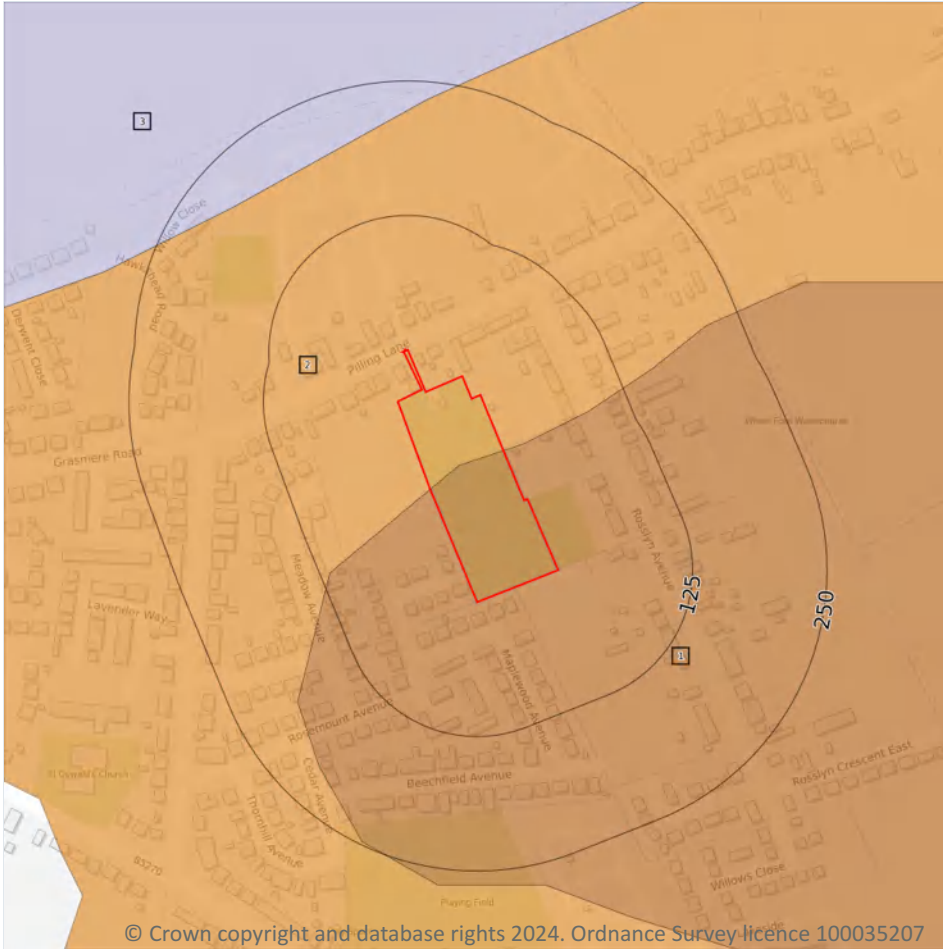 3
Willow Close
Hawkshead Road
Derwent Close
2
Pilling Lane
Grasmere Road
Rosslyn Avenue
Meadow Avenue
125
250
Lavender Way
1
Maplewood Avenue
Rosemount Avenue
St Oswald's Church
Cedar Avenue
Beechfield Avenue
Rosslyn Crescent East
Thornhill Avenue
B5270
Willows Close
Playing Field
© Crown copyright and database rights 2024. Ordnance Survey licence 100035207